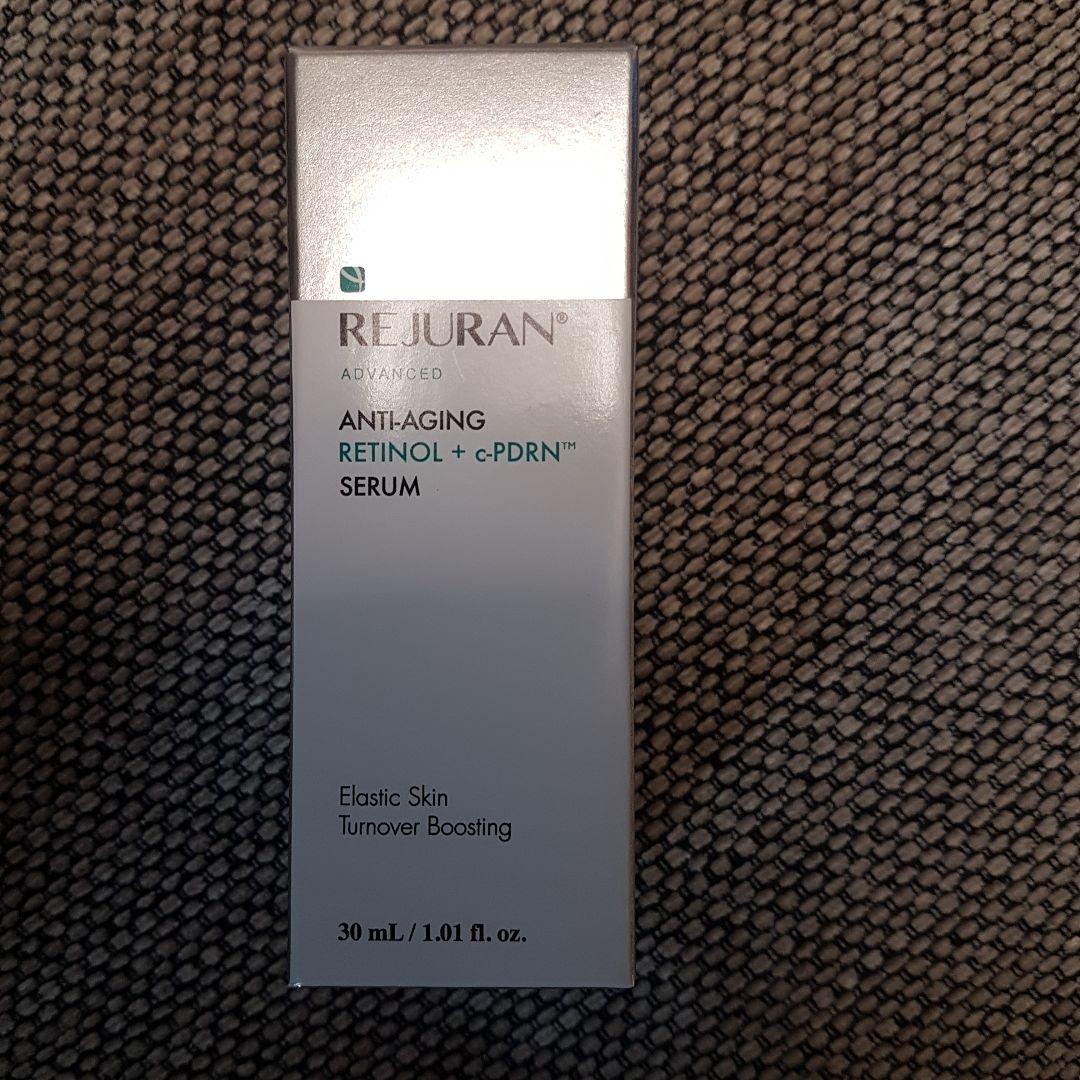 REJURAN®
ADVANCED
ANTI-AGING
RETINOL + c-PDRN™
SERUM
Elastic Skin
Turnover Boosting
30 mL / 1.01 fl. oz.